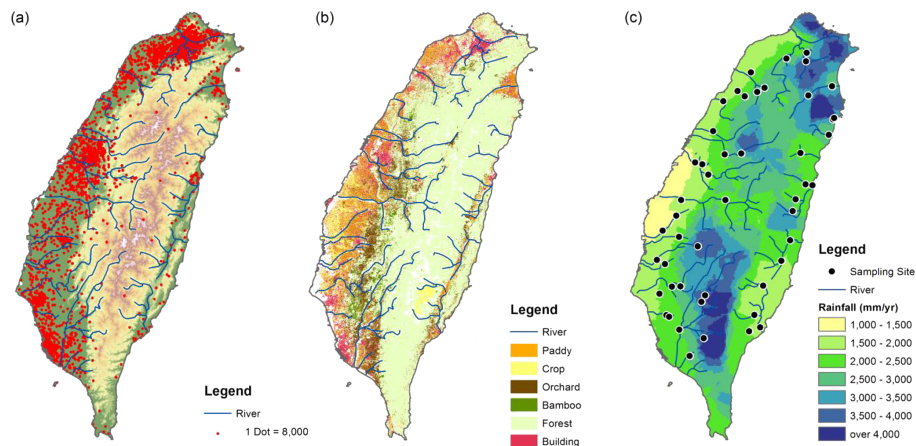 (a)
Legend
River
1 Dot = 8,000
(b)
Legend
River
Paddy
Crop
Orchard
Bamboo
Forest
Building
(c)
Legend
Sampling Site
River
Rainfall (mm/yr)
1,000 - 1,500
1,500 - 2,000
2,000 - 2,500
2,500 - 3,000
3,000 - 3,500
3,500 - 4,000
over 4,000